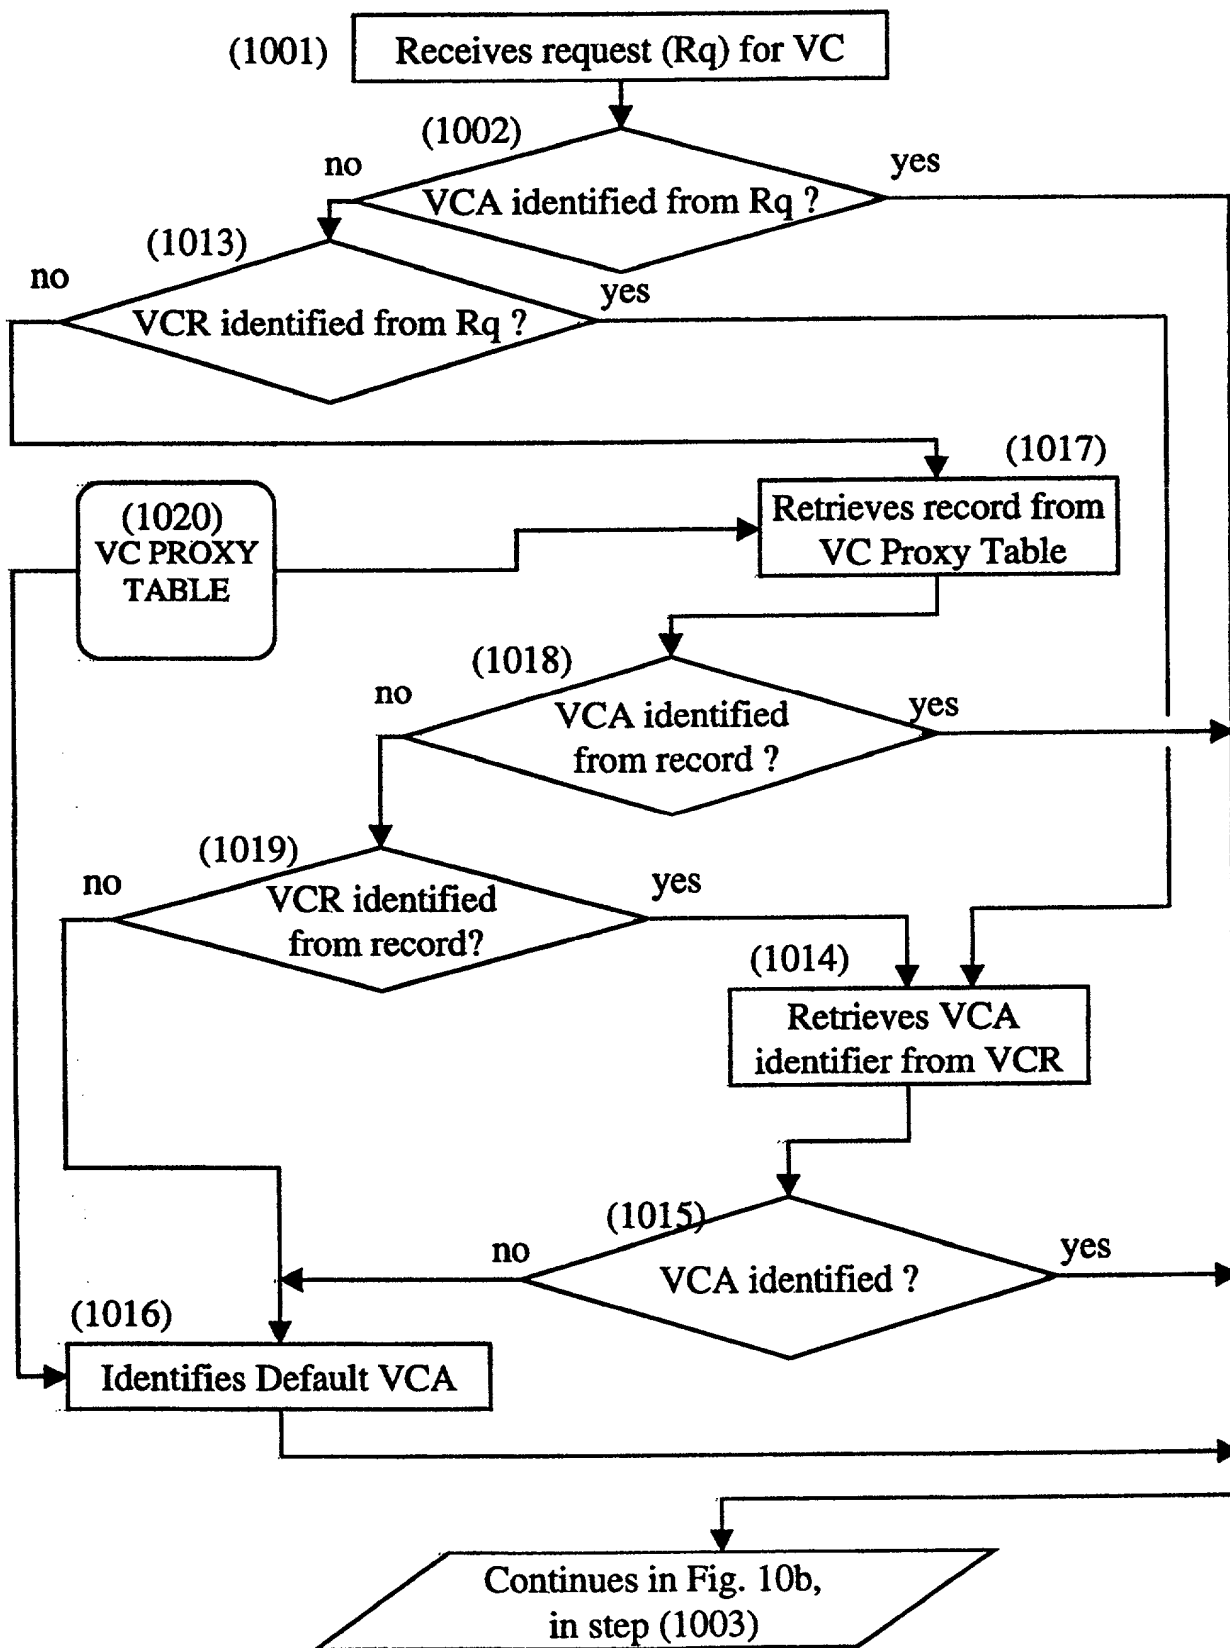 (1001)
Receives request (Rq) for VC
(1002)
no
yes
VCA identified from Rq ?
(1013)
no
yes
VCR identified from Rq ?
(1017)
Retrieves record from
VC Proxy Table
(1020)
VC PROXY
TABLE
(1018)
no
yes
VCA identified
from record ?
(1019)
no
yes
VCR identified
from record?
(1014)
Retrieves VCA
identifier from VCR
(1015)
no
yes
VCA identified ?
(1016)
Identifies Default VCA
Continues in Fig. 10b,
in step (1003)